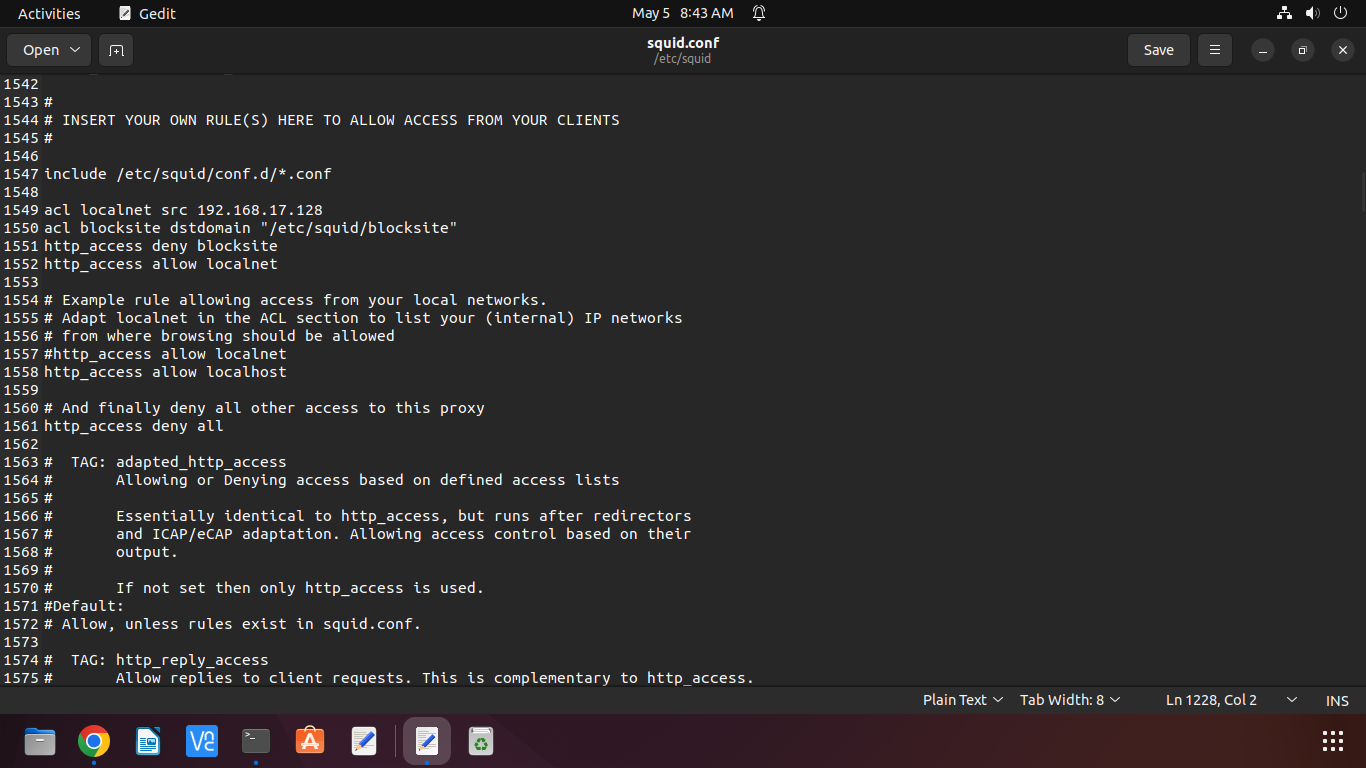 Activities Gedit May 5 8:43 AM
Open squid.conf Save
/etc/squid
1542
1543 #
1544 # INSERT YOUR OWN RULE(S) HERE TO ALLOW ACCESS FROM YOUR CLIENTS
1545 #
1546
1547 include /etc/squid/conf.d/*.conf
1548
1549 acl localnet src 192.168.17.128
1550 acl blocksite dstdomain "/etc/squid/blocksite"
1551 http_access deny blocksite
1552 http_access allow localnet
1553
1554 # Example rule allowing access from your local networks.
1555 # Adapt localnet in the ACL section to list your (internal) IP networks
1556 # from where browsing should be allowed
1557 #http_access allow localnet
1558 http_access allow localhost
1559
1560 # And finally deny all other access to this proxy
1561 http_access deny all
1562
1563 #  TAG: adapted_http_access
1564 #       Allowing or Denying access based on defined access lists
1565 #
1566 #       Essentially identical to http_access, but runs after redirectors
1567 #       and ICAP/eCAP adaptation. Allowing access control based on their
1568 #       output.
1569 #
1570 #       If not set then only http_access is used.
1571 #Default:
1572 # Allow, unless rules exist in squid.conf.
1573
1574 #  TAG: http_reply_access
1575 #       Allow replies to client requests. This is complementary to http_access.
Plain Text Tab Width: 8 Ln 1228, Col 2 INS